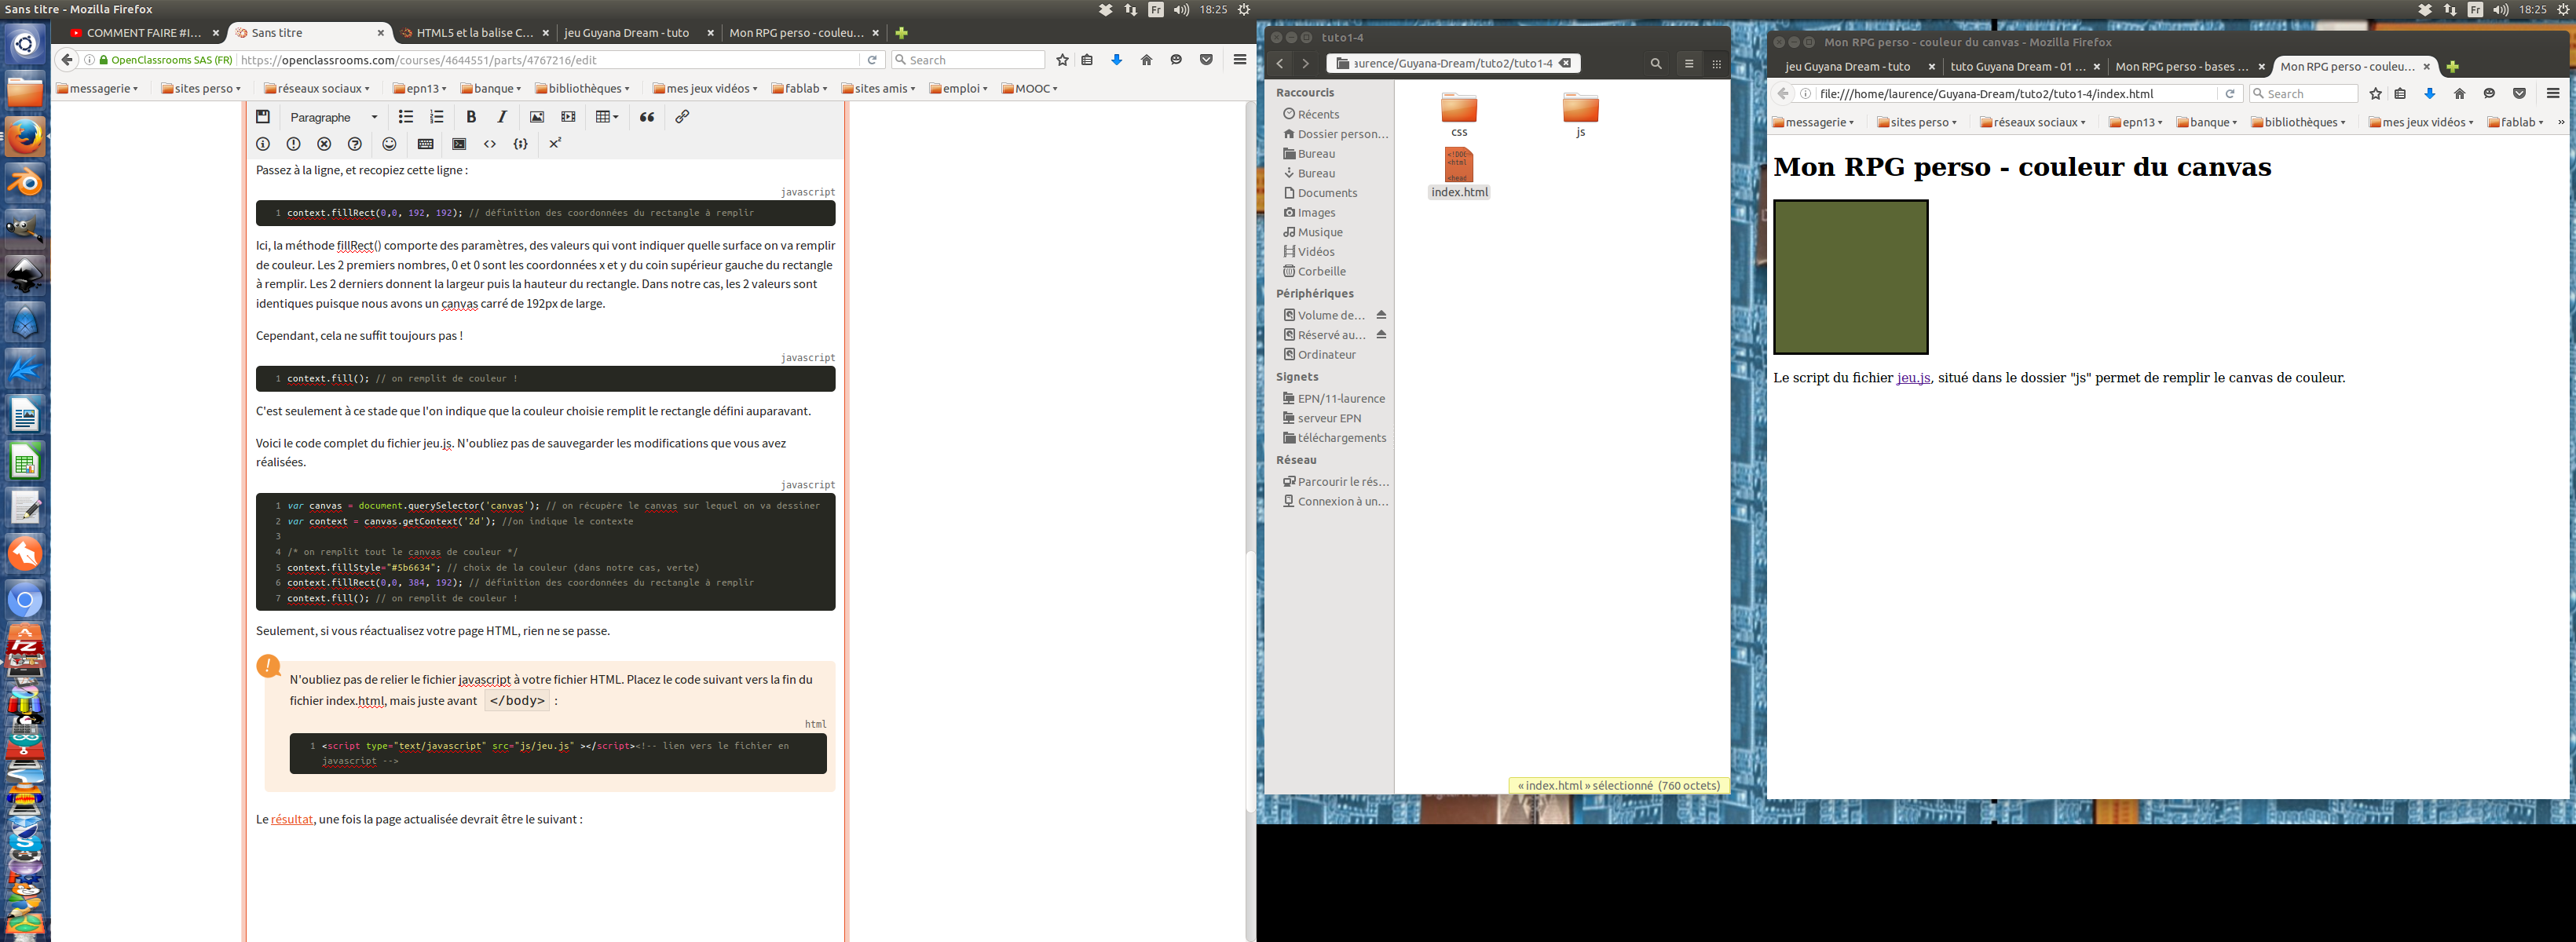 Sans titre - Mozilla Firefox
Fr
18:25
Fr
18:25
COMMENT FAIRE #I...
Sans titre
HTML5 et la balise C...
jeu Guyana Dream - tuto
Mon RPG perso - couleu...
OpenClassrooms SAS (FR)
https://openclassrooms.com/courses/4644551/parts/4767216/edit
Search
messagerie
sites perso
réseaux sociaux
epn13
banque
bibliothèques
mes jeux vidéos
fablab
sites amis
emploi
MOOC
Paragraphe
Passez à la ligne, et recopiez cette ligne :
javascript
1 context.fillRect(0,0, 192, 192); // définition des coordonnées du rectangle à remplir
Ici, la méthode fillRect() comporte des paramètres, des valeurs qui vont indiquer quelle surface on va remplir
de couleur. Les 2 premiers nombres, 0 et 0 sont les coordonnées x et y du coin supérieur gauche du rectangle
à remplir. Les 2 derniers donnent la largeur puis la hauteur du rectangle. Dans notre cas, les 2 valeurs sont
identiques puisque nous avons un canvas carré de 192px de large.
Cependant, cela ne suffit toujours pas !
javascript
1 context.fill(); // on remplit de couleur !
C'est seulement à ce stade que l'on indique que la couleur choisie remplit le rectangle défini auparavant.
Voici le code complet du fichier jeu.js. N'oubliez pas de sauvegarder les modifications que vous avez
réalisées.
javascript
1 var canvas = document.querySelector('canvas'); // on récupère le canvas sur lequel on va dessiner
2 var context = canvas.getContext('2d'); //on indique le contexte
3
4 /* on remplit tout le canvas de couleur */
5 context.fillStyle="#5b6634"; // choix de la couleur (dans notre cas, verte)
6 context.fillRect(0,0, 384, 192); // définition des coordonnées du rectangle à remplir
7 context.fill(); // on remplit de couleur !
Seulement, si vous réactualisez votre page HTML, rien ne se passe.
N'oubliez pas de relier le fichier javascript à votre fichier HTML. Placez le code suivant vers la fin du
fichier index.html, mais juste avant </body> :
html
1 <script type="text/javascript" src="js/jeu.js" ></script><!-- lien vers le fichier en
javascript -->
Le résultat, une fois la page actualisée devrait être le suivant :
tuto1-4
aurence/Guyana-Dream/tuto2/tuto1-4
Raccourcis
Récents
Dossier person...
Bureau
Bureau
Documents
Images
Musique
Vidéos
Corbeille
Périphériques
Volume de...
Réservé au...
Ordinateur
Signets
EPN/11-laurence
serveur EPN
téléchargements
Réseau
Parcourir le rés...
Connexion à un...
css
js
<!DOE
<html
<head
index.html
« index.html » sélectionné (760 octets)
Mon RPG perso - couleur du canvas - Mozilla Firefox
jeu Guyana Dream - tuto
tuto Guyana Dream - 01 ...
Mon RPG perso - bases ...
Mon RPG perso - couleu...
file:///home/laurence/Guyana-Dream/tuto2/tuto1-4/index.html
Search
messagerie
sites perso
réseaux sociaux
epn13
banque
bibliothèques
mes jeux vidéos
fablab
Mon RPG perso - couleur du canvas
Le script du fichier jeu.js, situé dans le dossier "js" permet de remplir le canvas de couleur.